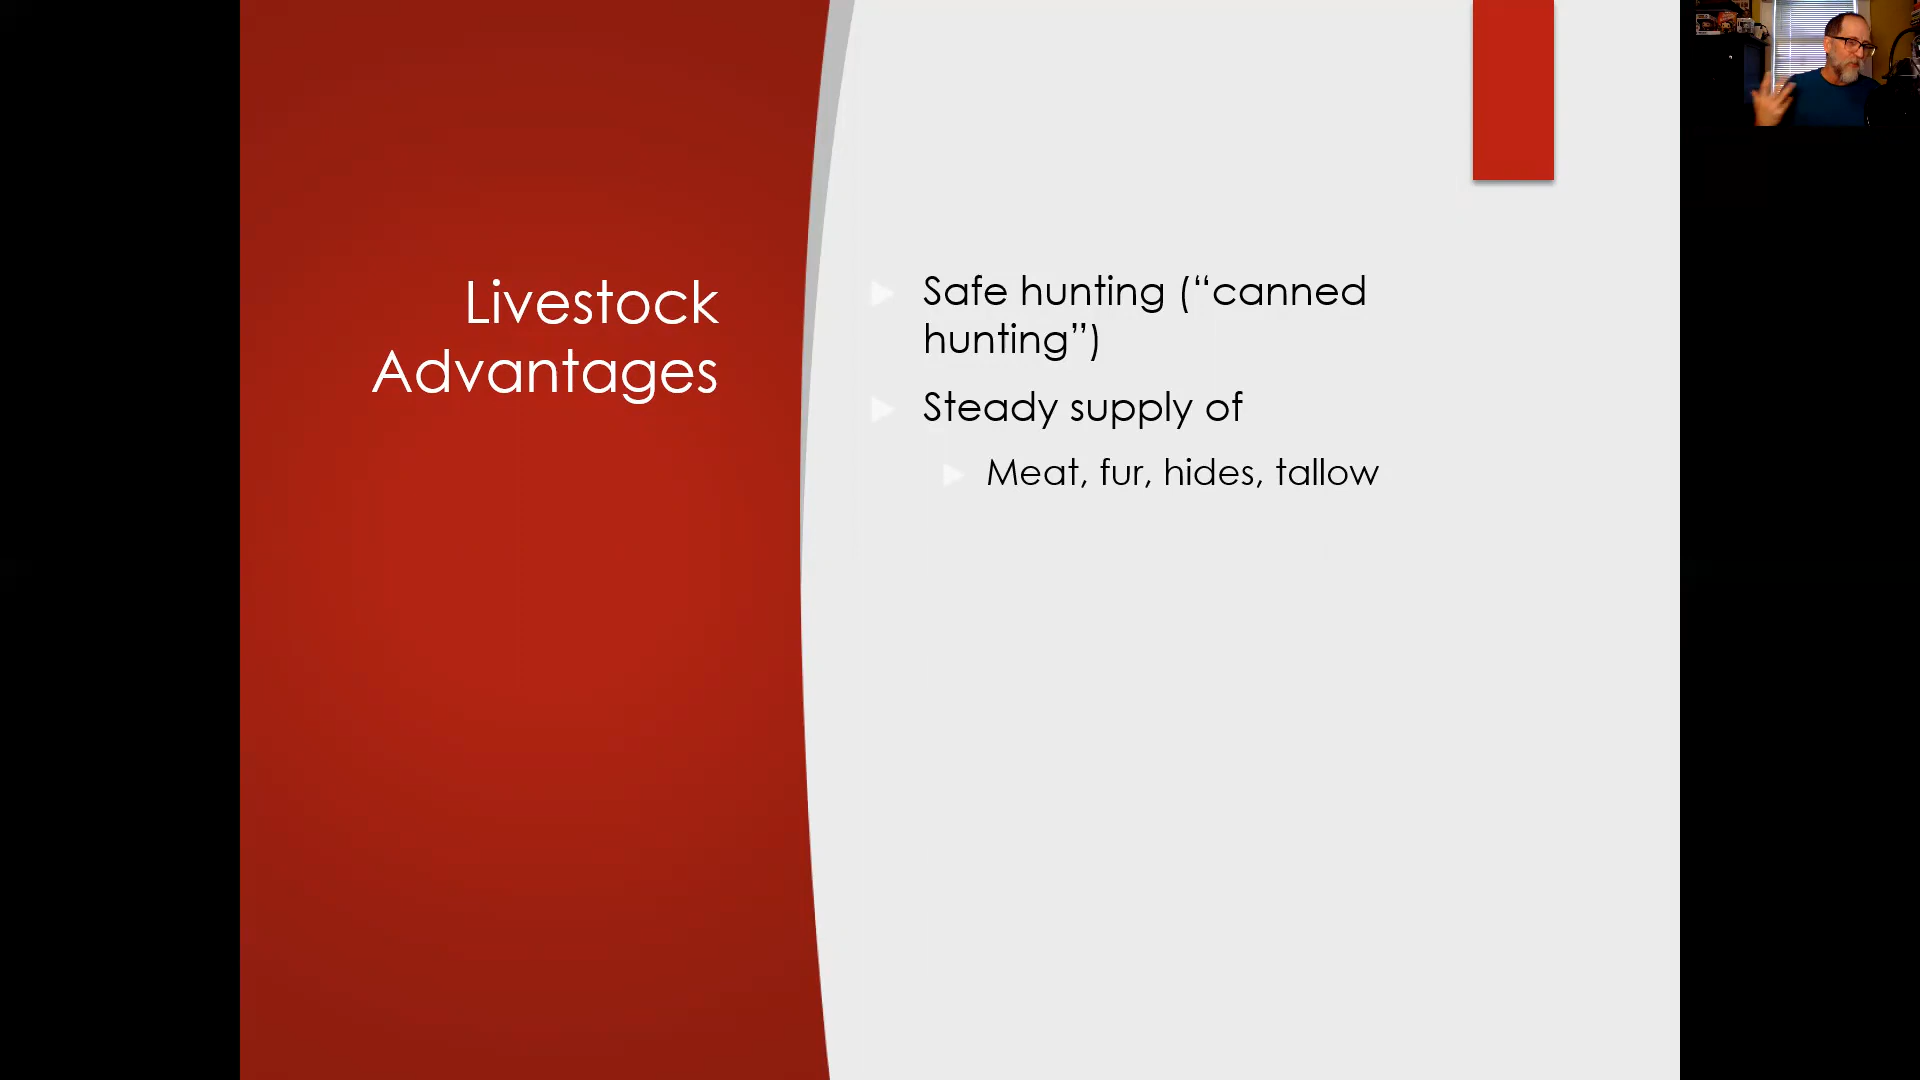 Livestock
Advantages
Safe hunting (“canned
hunting”)
Steady supply of
Meat, fur, hides, tallow